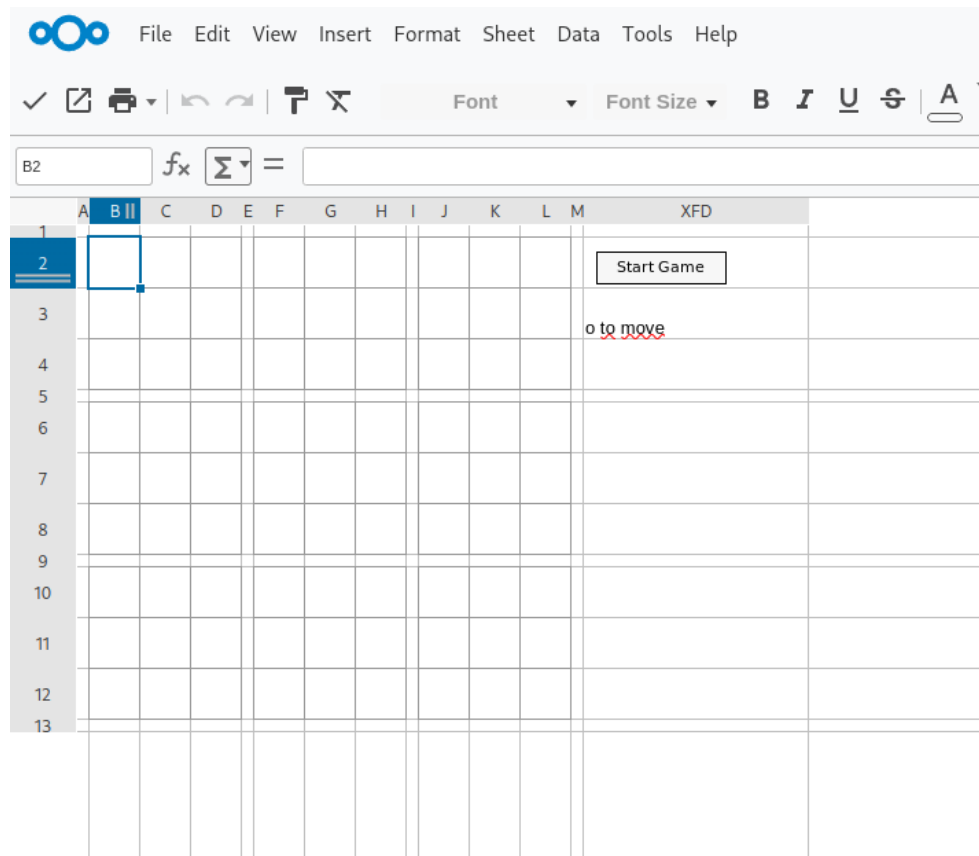 File Edit View Insert Format Sheet Data Tools Help
Font Font Size B I U S A
B2 fx Σ =
A B C D E F G H I J K L M XFD
1
2 Start Game
3 o to move
4
5
6
7
8
9
10
11
12
13